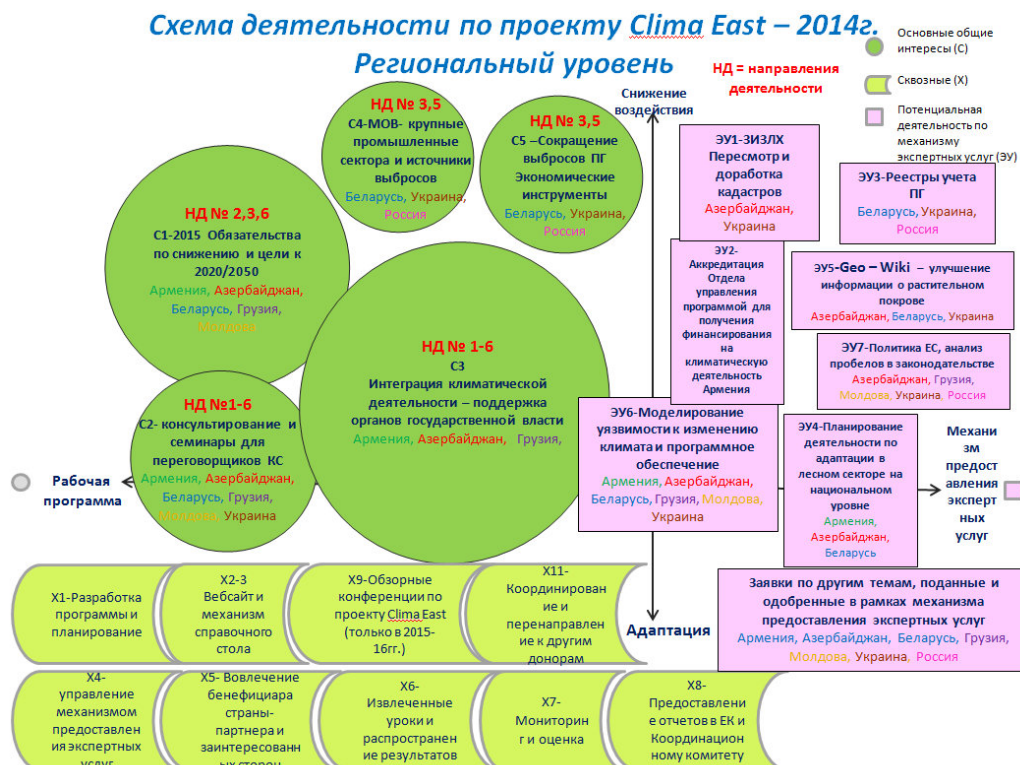 Схема деятельности по проекту Clima East – 2014г.
Региональный уровень
НД = направления
деятельности
Основные общие
интересы (С)
Сквозные (Х)
Потенциальная
деятельность по
механизму
экспертных услуг (ЭУ)
Снижение
воздействия
НД № 3,5
С4-МОВ- крупные
промышленные
сектора и источники
выбросов
Беларусь, Украина,
Россия
НД № 3,5
С5 –Сокращение
выбросов ПГ
Экономические
инструменты
Беларусь, Украина,
Россия
НД № 2,3,6
С1-2015 Обязательства
по снижению и цели к
2020/2050
Армения, Азербайджан,
Беларусь, Грузия,
Молдова
НД № 1-6
С3
Интеграция климатической
деятельности – поддержка
органов государственной власти
Армения, Азербайджан, Грузия,
НД №1-6
С2- консультирование и
семинары для
переговорщиков КС
Армения, Азербайджан,
Беларусь, Грузия,
Молдова, Украина
Рабочая
программа
ЭУ1-ЗИЗЛХ
Пересмотр и
доработка
кадастров
Азербайджан,
Украина
ЭУ3-Реестры учета
ПГ
Беларусь, Украина,
Россия
ЭУ2-
Аккредитация
Отдела
управления
программой для
получения
финансирования
на
климатическую
деятельность
Армения
ЭУ5-Geo – Wiki – улучшение
информации о растительном
покрове
Азербайджан, Беларусь, Украина
ЭУ7-Политика ЕС, анализ
пробелов в законодательстве
Азербайджан, Грузия,
Молдова, Украина, Россия
ЭУ6-Моделирование
уязвимости к изменению
климата и программное
обеспечение
Армения, Азербайджан,
Беларусь, Грузия, Молдова,
Украина
ЭУ4-Планирование
деятельности по
адаптации в
лесном секторе на
национальном
уровне
Армения,
Азербайджан,
Беларусь
Механи
зм
предост
авления
эксперт
ных
услуг
Адаптация
Заявки по другим темам, поданные и
одобренные в рамках механизма
предоставления экспертных услуг
Армения, Азербайджан, Беларусь, Грузия,
Молдова, Украина, Россия
Х1-Разработка
программы и
планирование
Х2-3
Вебсайт и
механизм
справочного
стола
Х9-Обзорные
конференции по
проекту Clima East
(только в 2015-
16гг.)
Х11-
Координирован
ие и
перенаправлен
ие к другим
донорам
Х4-
управление
механизмом
предоставлен
ия экспертных
услуг
Х5- Вовлечение
бенефициара
страны-
партнера и
заинтересованн
ых сторон
Х6-
Извлеченные
уроки и
распространен
ие результатов
Х7-
Мониторин
г и оценка
Х8-
Предоставлени
е отчетов в ЕК и
Координацион
ному комитету